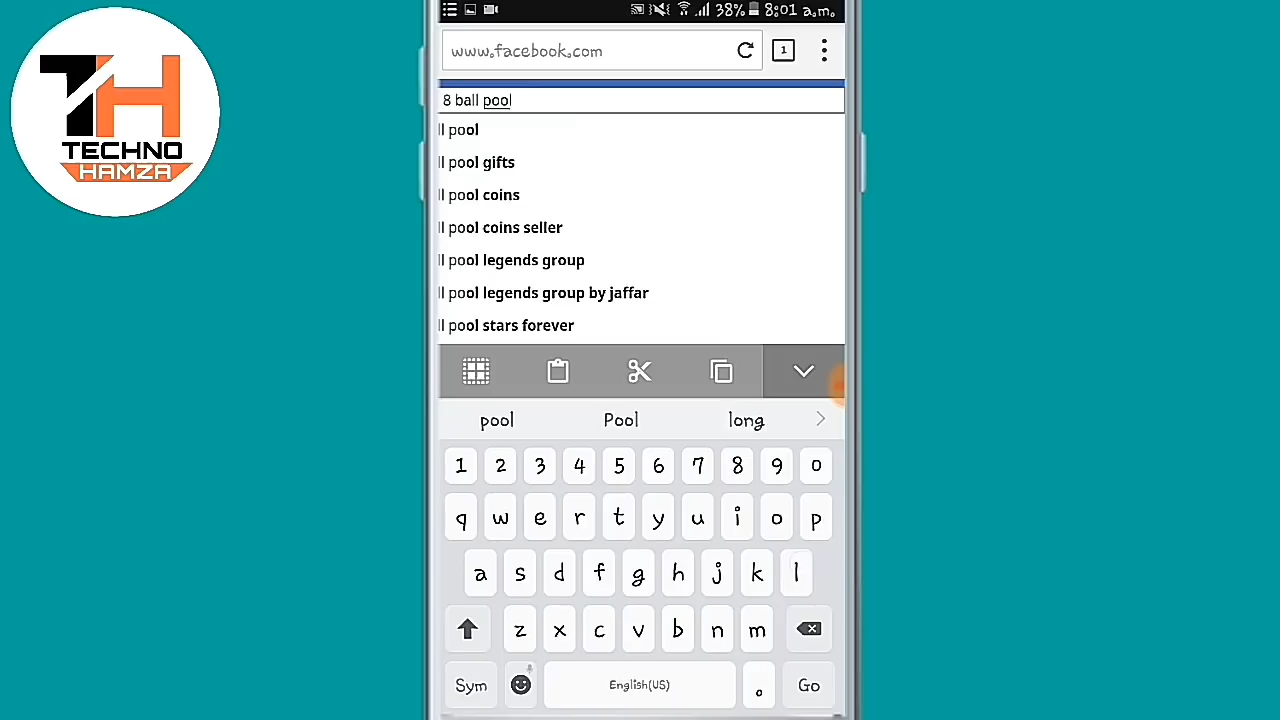 TH
TECHNO
HAMZA
38% 8:01 a.m.
www.facebook.com
1
8 ball pool
ll pool
ll pool gifts
ll pool coins
ll pool coins seller
ll pool legends group
ll pool legends group by jaffar
ll pool stars forever
pool Pool long
1 2 3 4 5 6 7 8 9 0
q w e r t y u i o p
a s d f g h j k l
z x c v b n m
Sym English(US) . Go